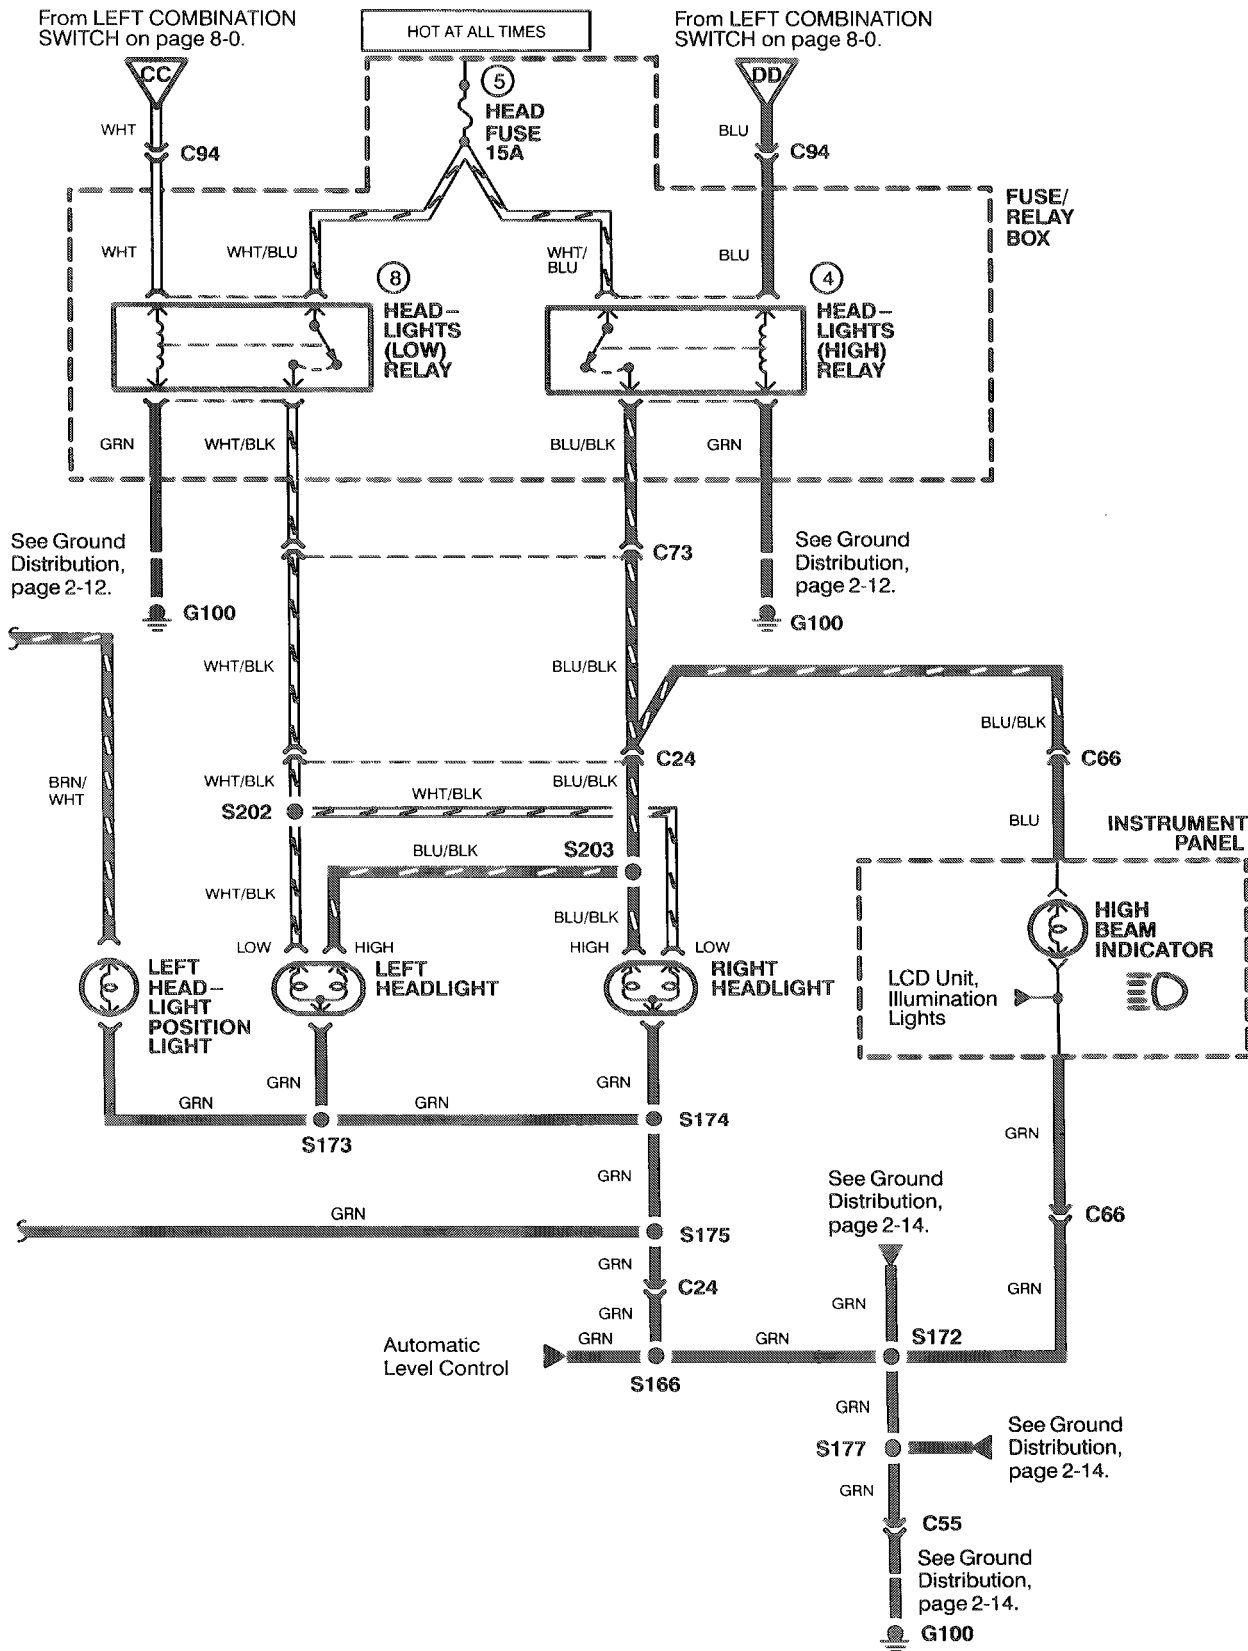 From LEFT COMBINATION
SWITCH on page 8-0.
HOT AT ALL TIMES
From LEFT COMBINATION
SWITCH on page 8-0.
CC
DD
5
HEAD
FUSE
15A
WHT
C94
BLU
C94
FUSE/
RELAY
BOX
WHT
WHT/BLU
WHT/
BLU
BLU
8
HEAD-
LIGHTS
(LOW)
RELAY
4
HEAD-
LIGHTS
(HIGH)
RELAY
GRN
WHT/BLK
BLU/BLK
GRN
See Ground
Distribution,
page 2-12.
G100
C73
See Ground
Distribution,
page 2-12.
G100
WHT/BLK
BLU/BLK
BLU/BLK
BRN/
WHT
WHT/BLK
WHT/BLK
BLU/BLK
C24
C66
S202
BLU
INSTRUMENT
PANEL
BLU/BLK
S203
WHT/BLK
BLU/BLK
LOW
HIGH
HIGH
LOW
HIGH
BEAM
INDICATOR
LEFT
HEAD-
LIGHT
POSITION
LIGHT
LEFT
HEADLIGHT
RIGHT
HEADLIGHT
LCD Unit,
Illumination
Lights
GRN
GRN
GRN
GRN
S173
S174
GRN
GRN
See Ground
Distribution,
page 2-14.
GRN
S175
C66
GRN
C24
GRN
GRN
GRN
Automatic
Level Control
GRN
GRN
S172
S166
GRN
S177
See Ground
Distribution,
page 2-14.
GRN
C55
See Ground
Distribution,
page 2-14.
G100